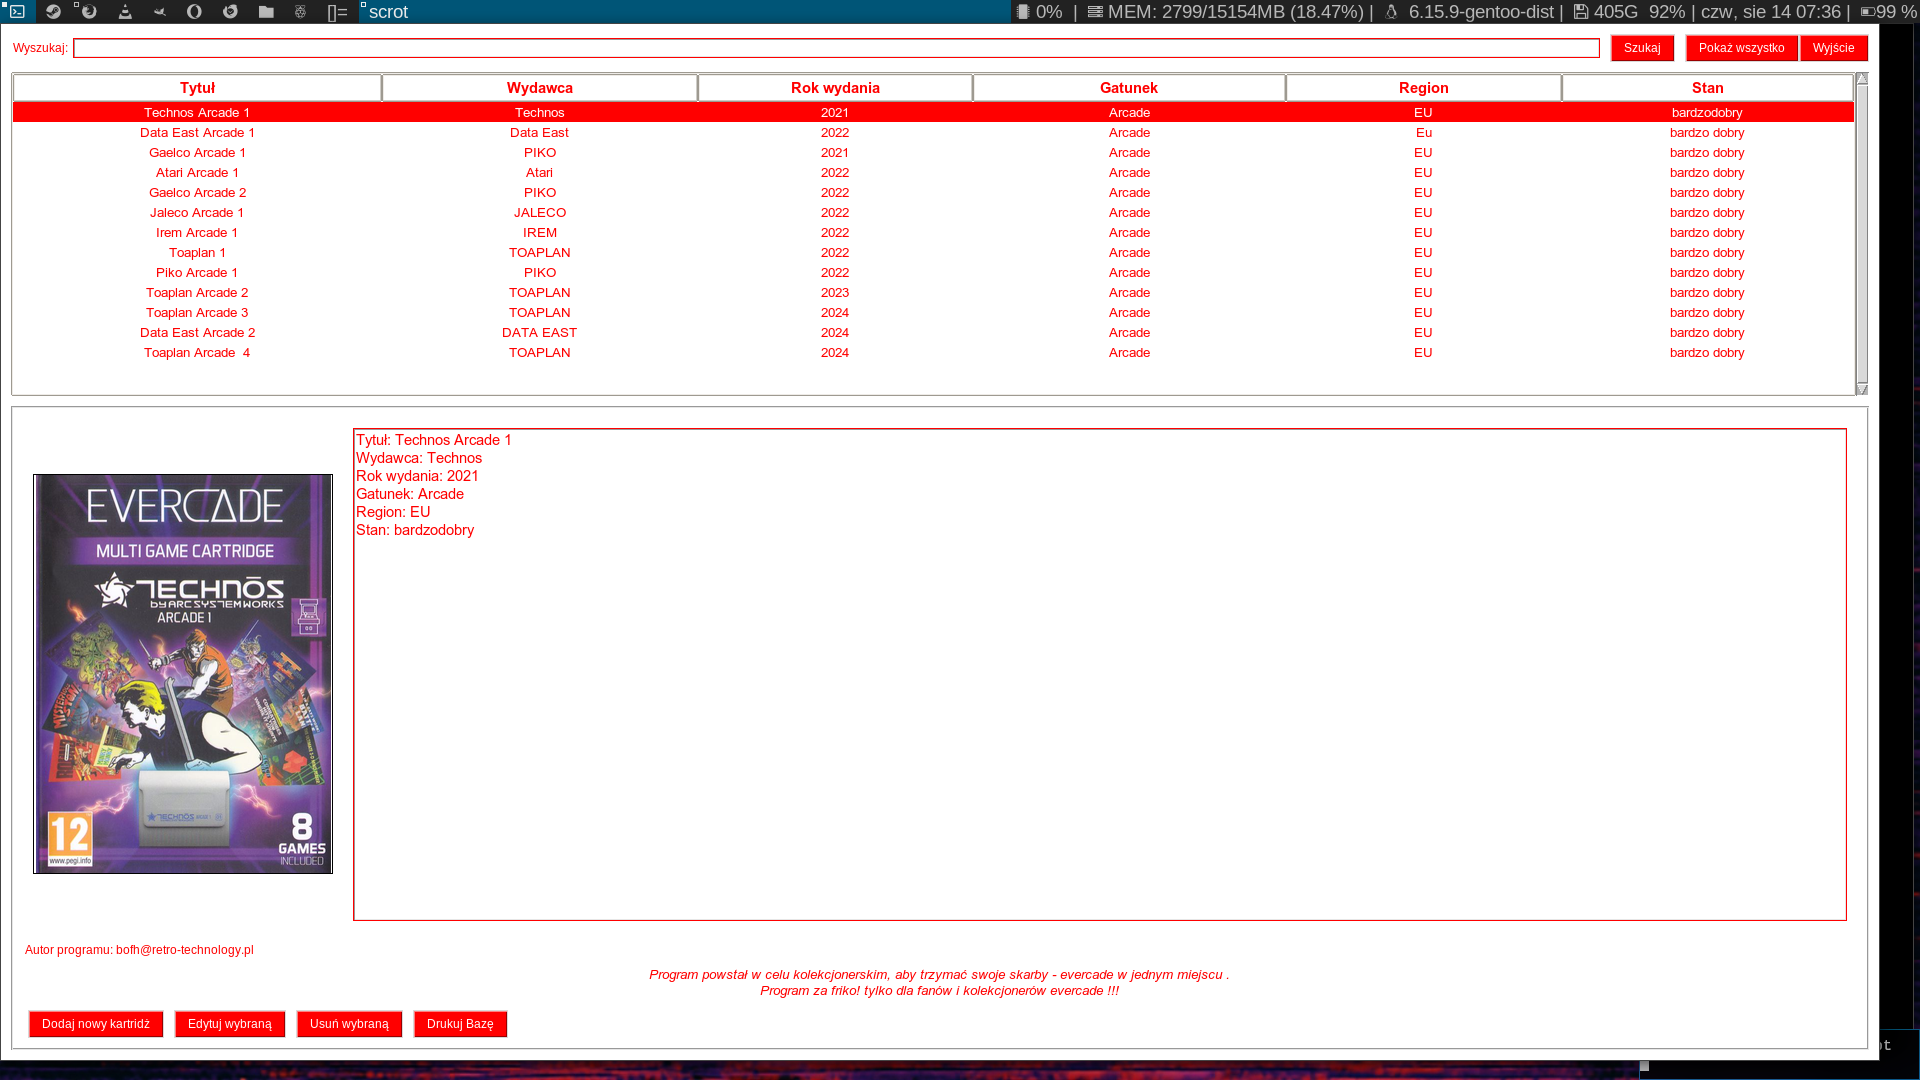 []= scrot 0% | MEM: 2799/15154MB (18.47%) | 6.15.9-gentoo-dist | 405G 92% | czw, sie 14 07:36 | 99 %
Wyszukaj: Szukaj Pokaż wszystko Wyjście
Tytuł Wydawca Rok wydania Gatunek Region Stan
Technos Arcade 1 Technos 2021 Arcade EU bardzodobry
Data East Arcade 1 Data East 2022 Arcade Eu bardzo dobry
Gaelco Arcade 1 PIKO 2021 Arcade EU bardzo dobry
Atari Arcade 1 Atari 2022 Arcade EU bardzo dobry
Gaelco Arcade 2 PIKO 2022 Arcade EU bardzo dobry
Jaleco Arcade 1 JALECO 2022 Arcade EU bardzo dobry
Irem Arcade 1 IREM 2022 Arcade EU bardzo dobry
Toaplan 1 TOAPLAN 2022 Arcade EU bardzo dobry
Piko Arcade 1 PIKO 2022 Arcade EU bardzo dobry
Toaplan Arcade 2 TOAPLAN 2023 Arcade EU bardzo dobry
Toaplan Arcade 3 TOAPLAN 2024 Arcade EU bardzo dobry
Data East Arcade 2 DATA EAST 2024 Arcade EU bardzo dobry
Toaplan Arcade  4 TOAPLAN 2024 Arcade EU bardzo dobry
EVERCADE
MULTI GAME CARTRIDGE
TECHNŌS
BY ARC SYSTEM WORKS
ARCADE 1
TECHNŌS
12
www.pegi.info
8
GAMES
INCLUDED
Tytuł: Technos Arcade 1
Wydawca: Technos
Rok wydania: 2021
Gatunek: Arcade
Region: EU
Stan: bardzodobry
Autor programu: bofh@retro-technology.pl
Program powstał w celu kolekcjonerskim, aby trzymać swoje skarby - evercade w jednym miejscu .
Program za friko! tylko dla fanów i kolekcjonerów evercade !!!
Dodaj nowy kartridż Edytuj wybraną Usuń wybraną Drukuj Bazę